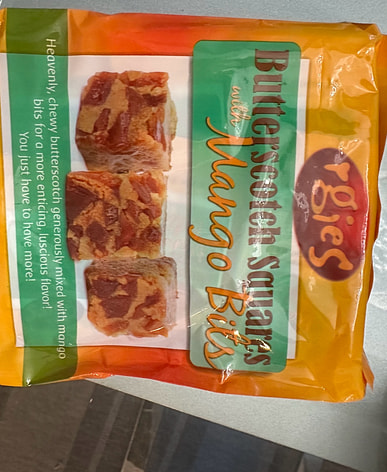 Butterscotch Squares
with Mango Bits
Heavenly, chewy butterscotch generously mixed with mango
bits for a more enticing, luscious flavor!
You just have to have more!